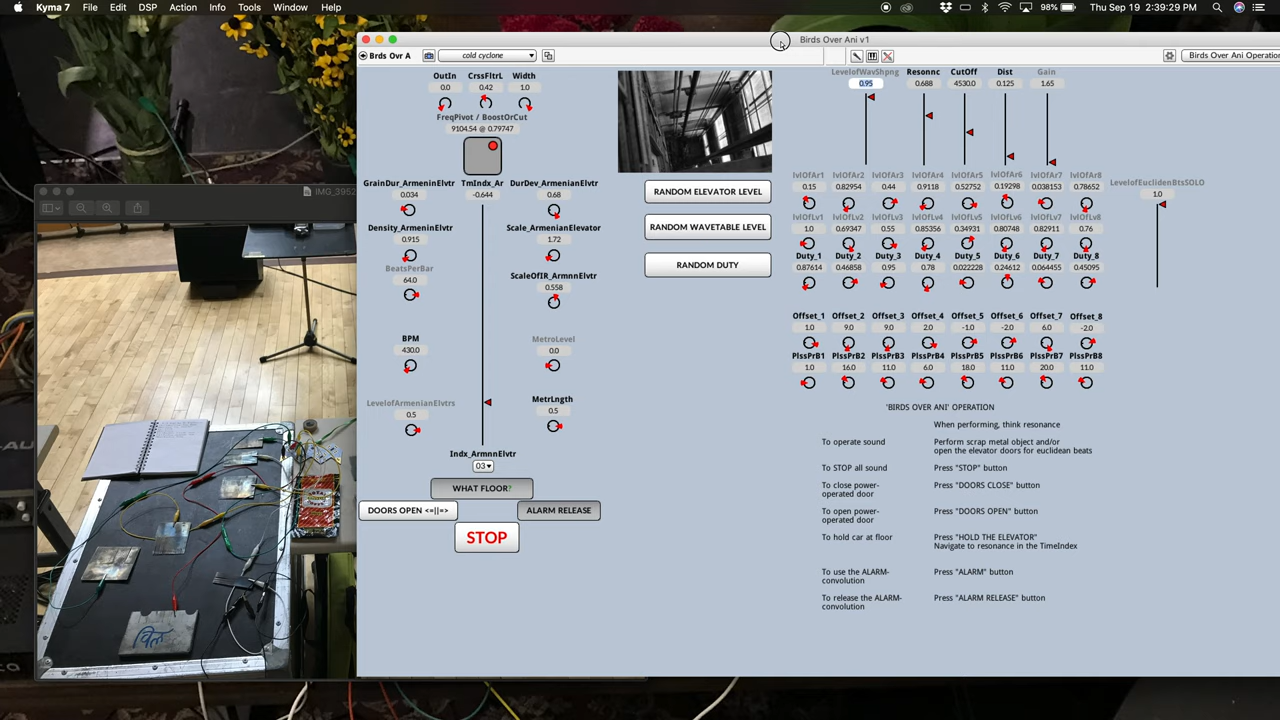 Kyma 7 File Edit DSP Action Tools Window Help 98% Thu Sep 19 2:39:29 PM
Birds Over Ani v1
Brds Ovr A cold cyclone Birds Over Ani Operation
IMG_3952
OutIn CrssFltrL Width
0.0 0.42 1.0
FreqPivot / BoostOrCut
9104.54 @ 0.79747
GrainDur_ArmeninElvtr TmIndx_Ar DurDev_ArmenianElvtr
0.034 -0.644 0.68
Density_ArmeninElvtr Scale_ArmenianElevator
0.915 1.72
BeatsPerBar ScaleOfIR_ArmnnElvtr
64.0 0.558
BPM MetroLevel
430.0 0.0
LevelofArmenianElvtrs MetrLngth
0.5 0.5
Indx_ArmnnElvtr
03
WHAT FLOOR?
DOORS OPEN <=||=> ALARM RELEASE
STOP
RANDOM ELEVATOR LEVEL
RANDOM WAVETABLE LEVEL
RANDOM DUTY
LevelofWavShpng Resonnc CutOff Dist Gain
0.95 0.688 4530.0 0.125 1.65
lvlOfAr1 lvlOfAr2 lvlOfAr3 lvlOfAr4 lvlOfAr5 lvlOfAr6 lvlOfAr7 lvlOfAr8
0.15 0.82954 0.44 0.9118 0.52752 0.19298 0.038153 0.78652
lvlOfLv1 lvlOfLv2 lvlOfLv3 lvlOfLv4 lvlOfLv5 lvlOfLv6 lvlOfLv7 lvlOfLv8
1.0 0.69347 0.55 0.85356 0.34931 0.80748 0.82911 0.76
Duty_1 Duty_2 Duty_3 Duty_4 Duty_5 Duty_6 Duty_7 Duty_8
0.87614 0.46858 0.95 0.78 0.022228 0.24612 0.064455 0.45095
Offset_1 Offset_2 Offset_3 Offset_4 Offset_5 Offset_6 Offset_7 Offset_8
1.0 9.0 9.0 2.0 -1.0 -2.0 6.0 -2.0
PlssPrB1 PlssPrB2 PlssPrB3 PlssPrB4 PlssPrB5 PlssPrB6 PlssPrB7 PlssPrB8
1.0 16.0 11.0 6.0 18.0 11.0 20.0 11.0
LevelofEuclidenBtsSOLO
1.0
'BIRDS OVER ANI' OPERATION
When performing, think resonance
To operate sound Perform scrap metal object and/or
open the elevator doors for euclidean beats
To STOP all sound Press "STOP" button
To close power- Press "DOORS CLOSE" button
operated door
To open power- Press "DOORS OPEN" button
operated door
To hold car at floor Press "HOLD THE ELEVATOR"
Navigate to resonance in the TimeIndex
To use the ALARM- Press "ALARM" button
convolution
To release the ALARM- Press "ALARM RELEASE" button
convolution